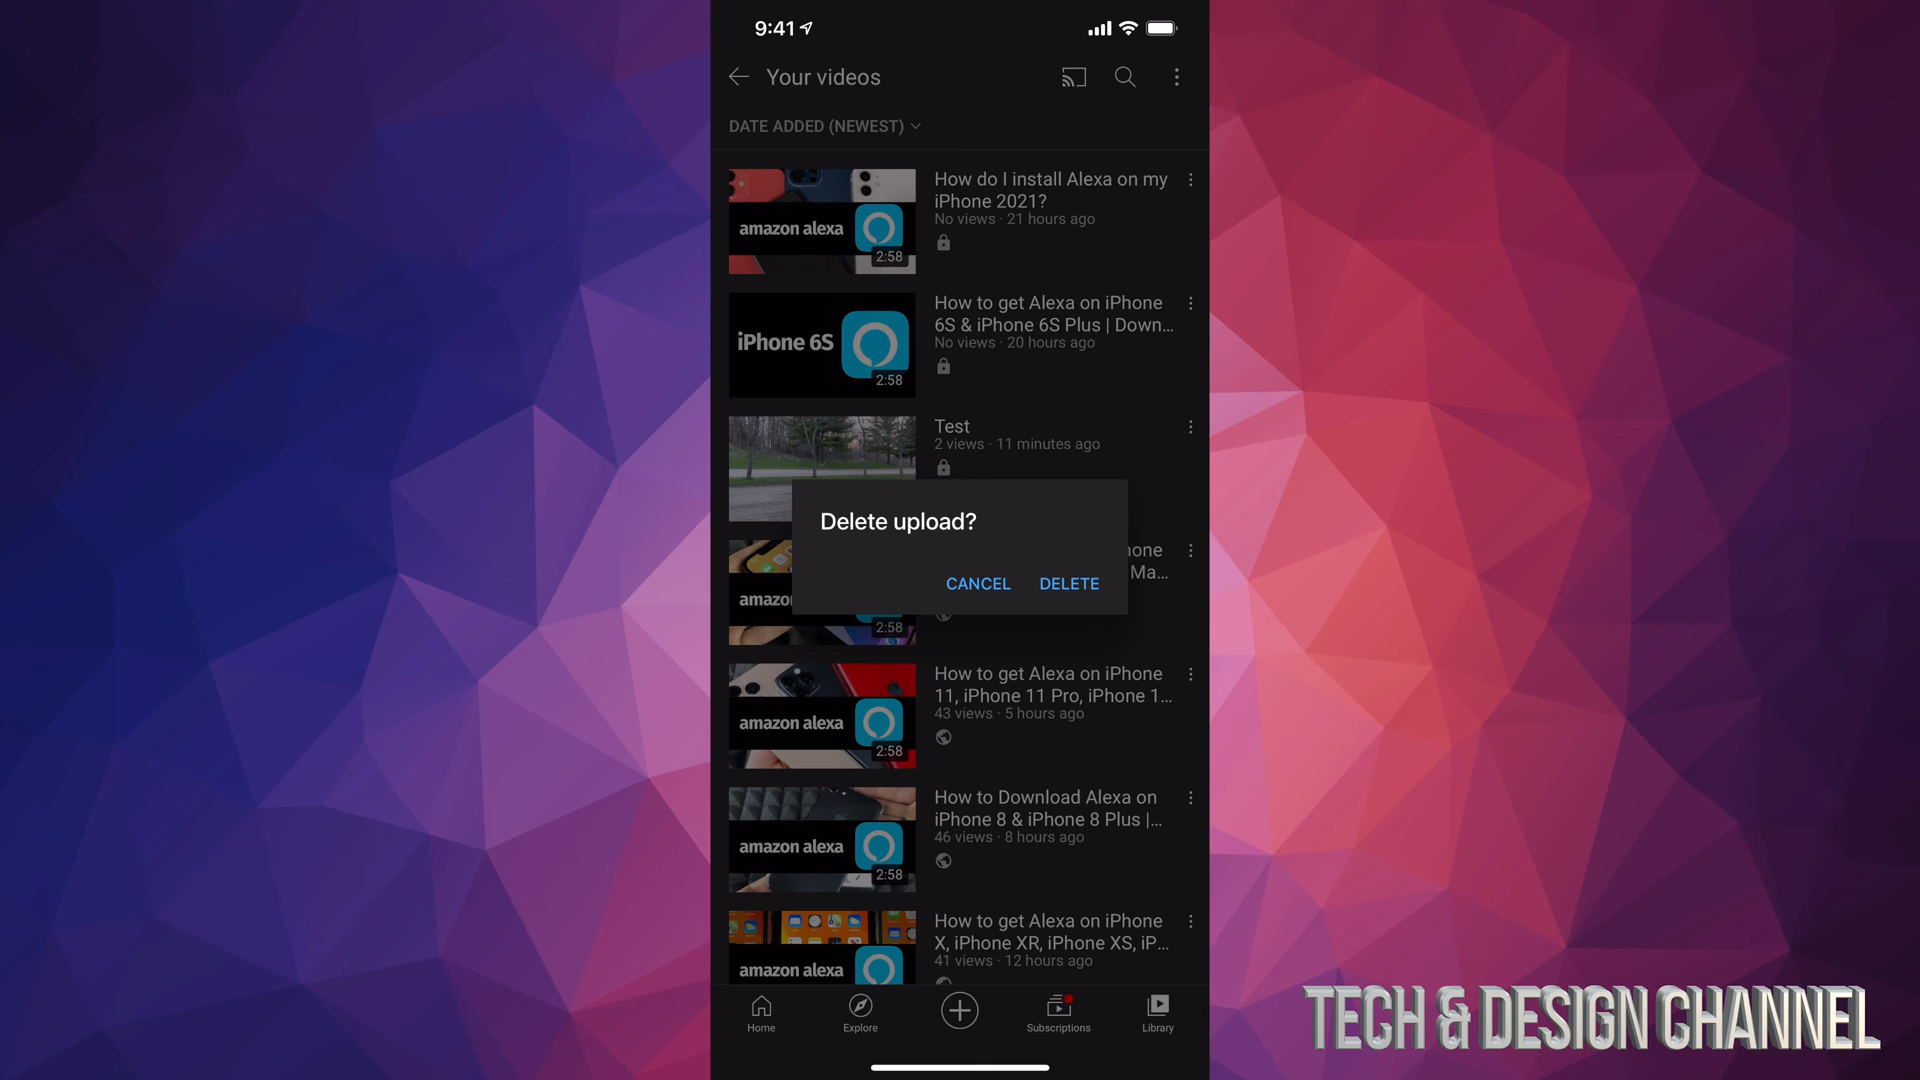 9:41
Your videos
DATE ADDED (NEWEST)
amazon alexa
2:58
How do I install Alexa on my
iPhone 2021?
No views · 21 hours ago
iPhone 6S
2:58
How to get Alexa on iPhone
6S & iPhone 6S Plus | Down...
No views · 20 hours ago
Test
2 views · 11 minutes ago
Delete upload?
CANCEL DELETE
amazo
2:58
hone
Ma...
amazon alexa
2:58
How to get Alexa on iPhone
11, iPhone 11 Pro, iPhone 1...
43 views · 5 hours ago
amazon alexa
2:58
How to Download Alexa on
iPhone 8 & iPhone 8 Plus |...
46 views · 8 hours ago
amazon alexa
How to get Alexa on iPhone
X, iPhone XR, iPhone XS, iP...
41 views · 12 hours ago
Home
Explore
Subscriptions
Library
TECH & DESIGN CHANNEL